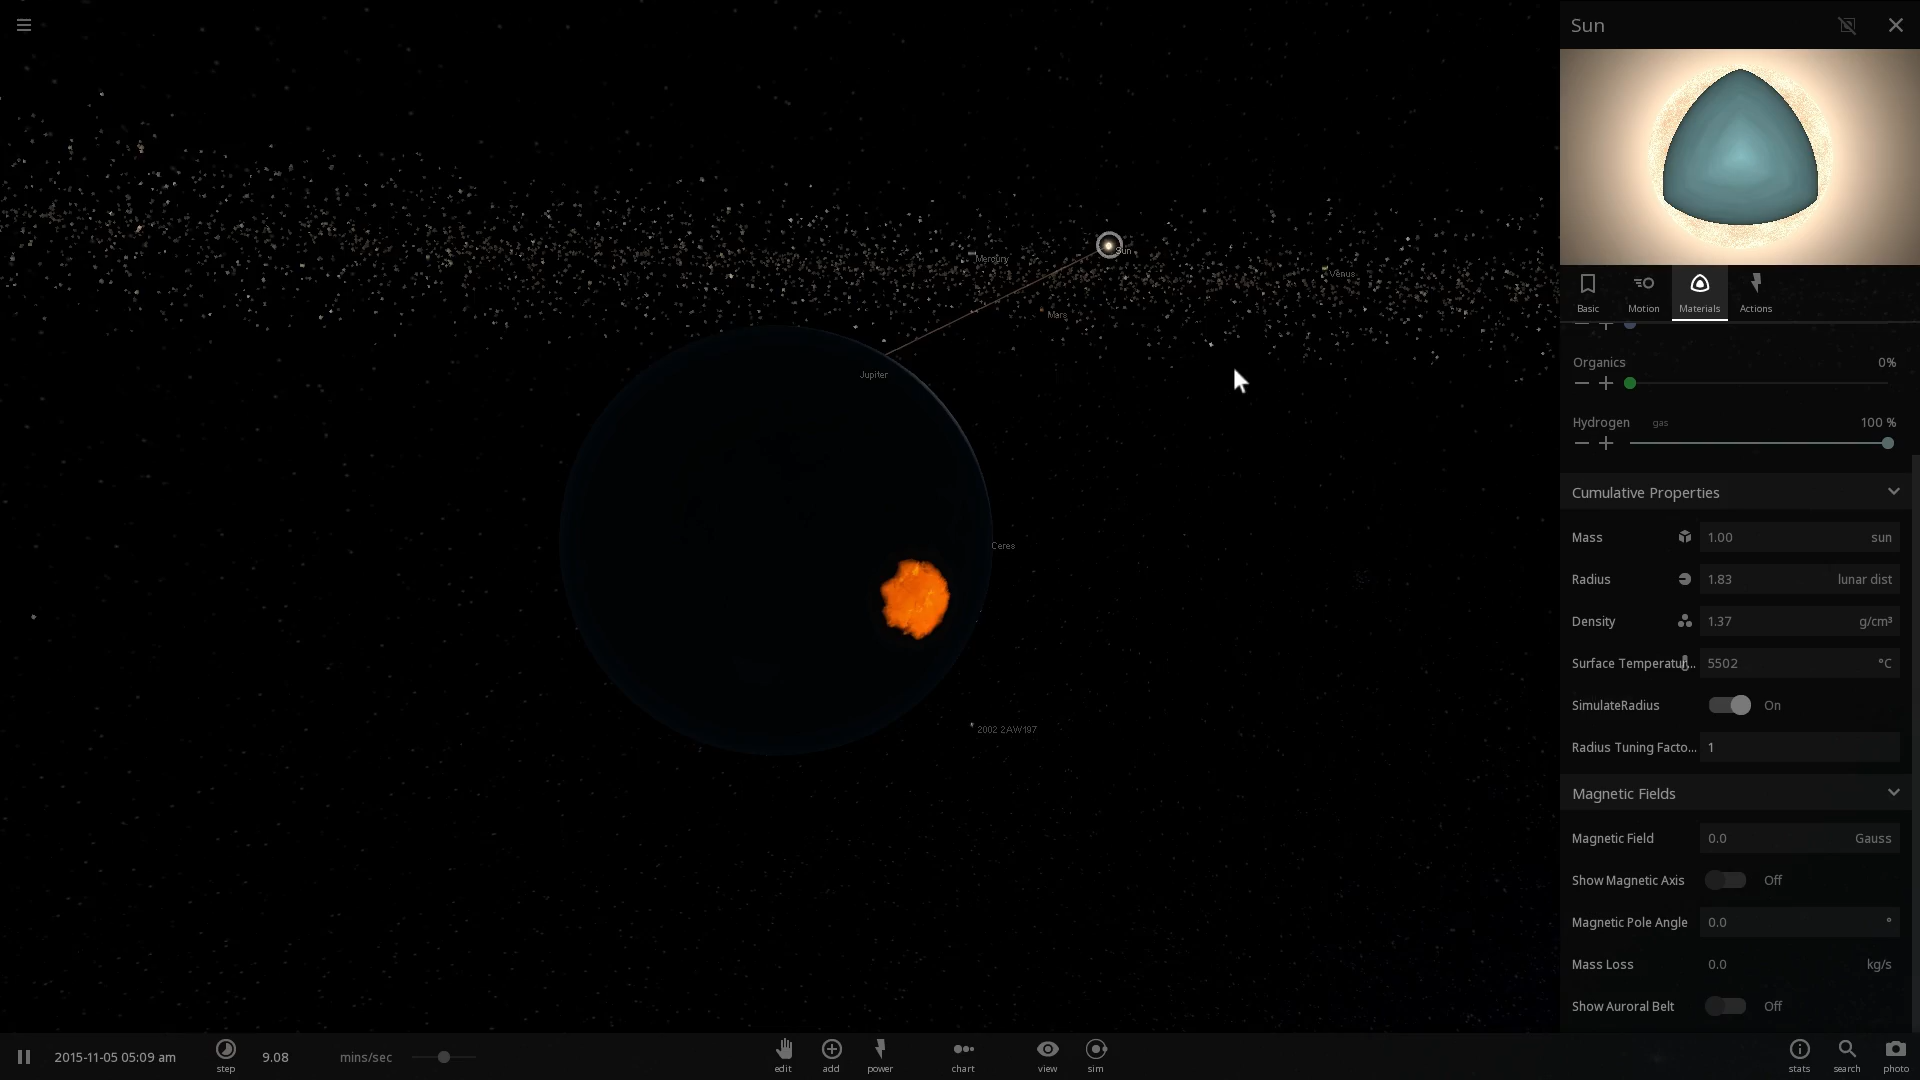 Sun
Mercury
Sun
Venus
Mars
Jupiter
Ceres
2002 2AW197
Basic
Motion
Materials
Actions
Organics 0%
Hydrogen gas 100 %
Cumulative Properties
Mass 1.00 sun
Radius 1.83 lunar dist
Density 1.37 g/cm³
Surface Temperatur... 5502 °C
SimulateRadius On
Radius Tuning Facto... 1
Magnetic Fields
Magnetic Field 0.0 Gauss
Show Magnetic Axis Off
Magnetic Pole Angle 0.0 °
Mass Loss 0.0 kg/s
Show Auroral Belt Off
2015-11-05 05:09 am
step
9.08 mins/sec
edit
add
power
chart
view
sim
stats
search
photo